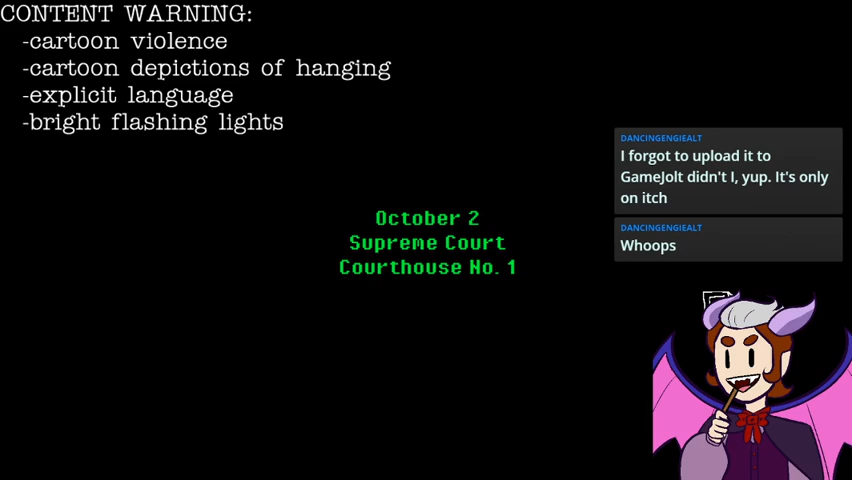 CONTENT WARNING:
-cartoon violence
-cartoon depictions of hanging
-explicit language
-bright flashing lights
October 2
Supreme Court
Courthouse No. 1
DANCINGENGIEALT
I forgot to upload it to
GameJolt didn't I, yup. It's only
on itch
DANCINGENGIEALT
Whoops